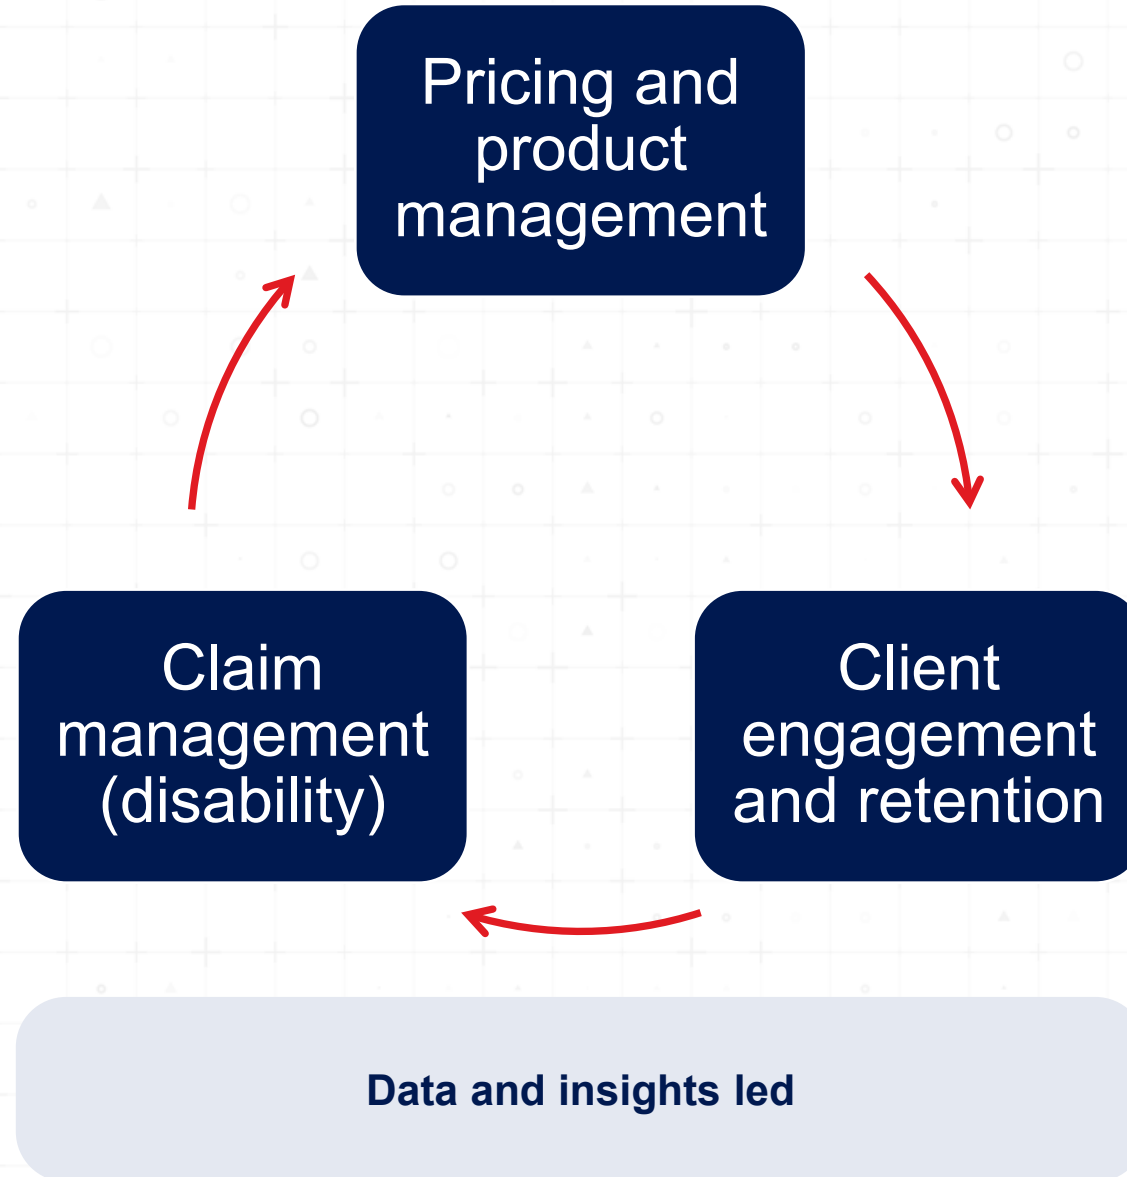 Pricing and
product
management
Claim
management
(disability)
Client
engagement
and retention
Data and insights led